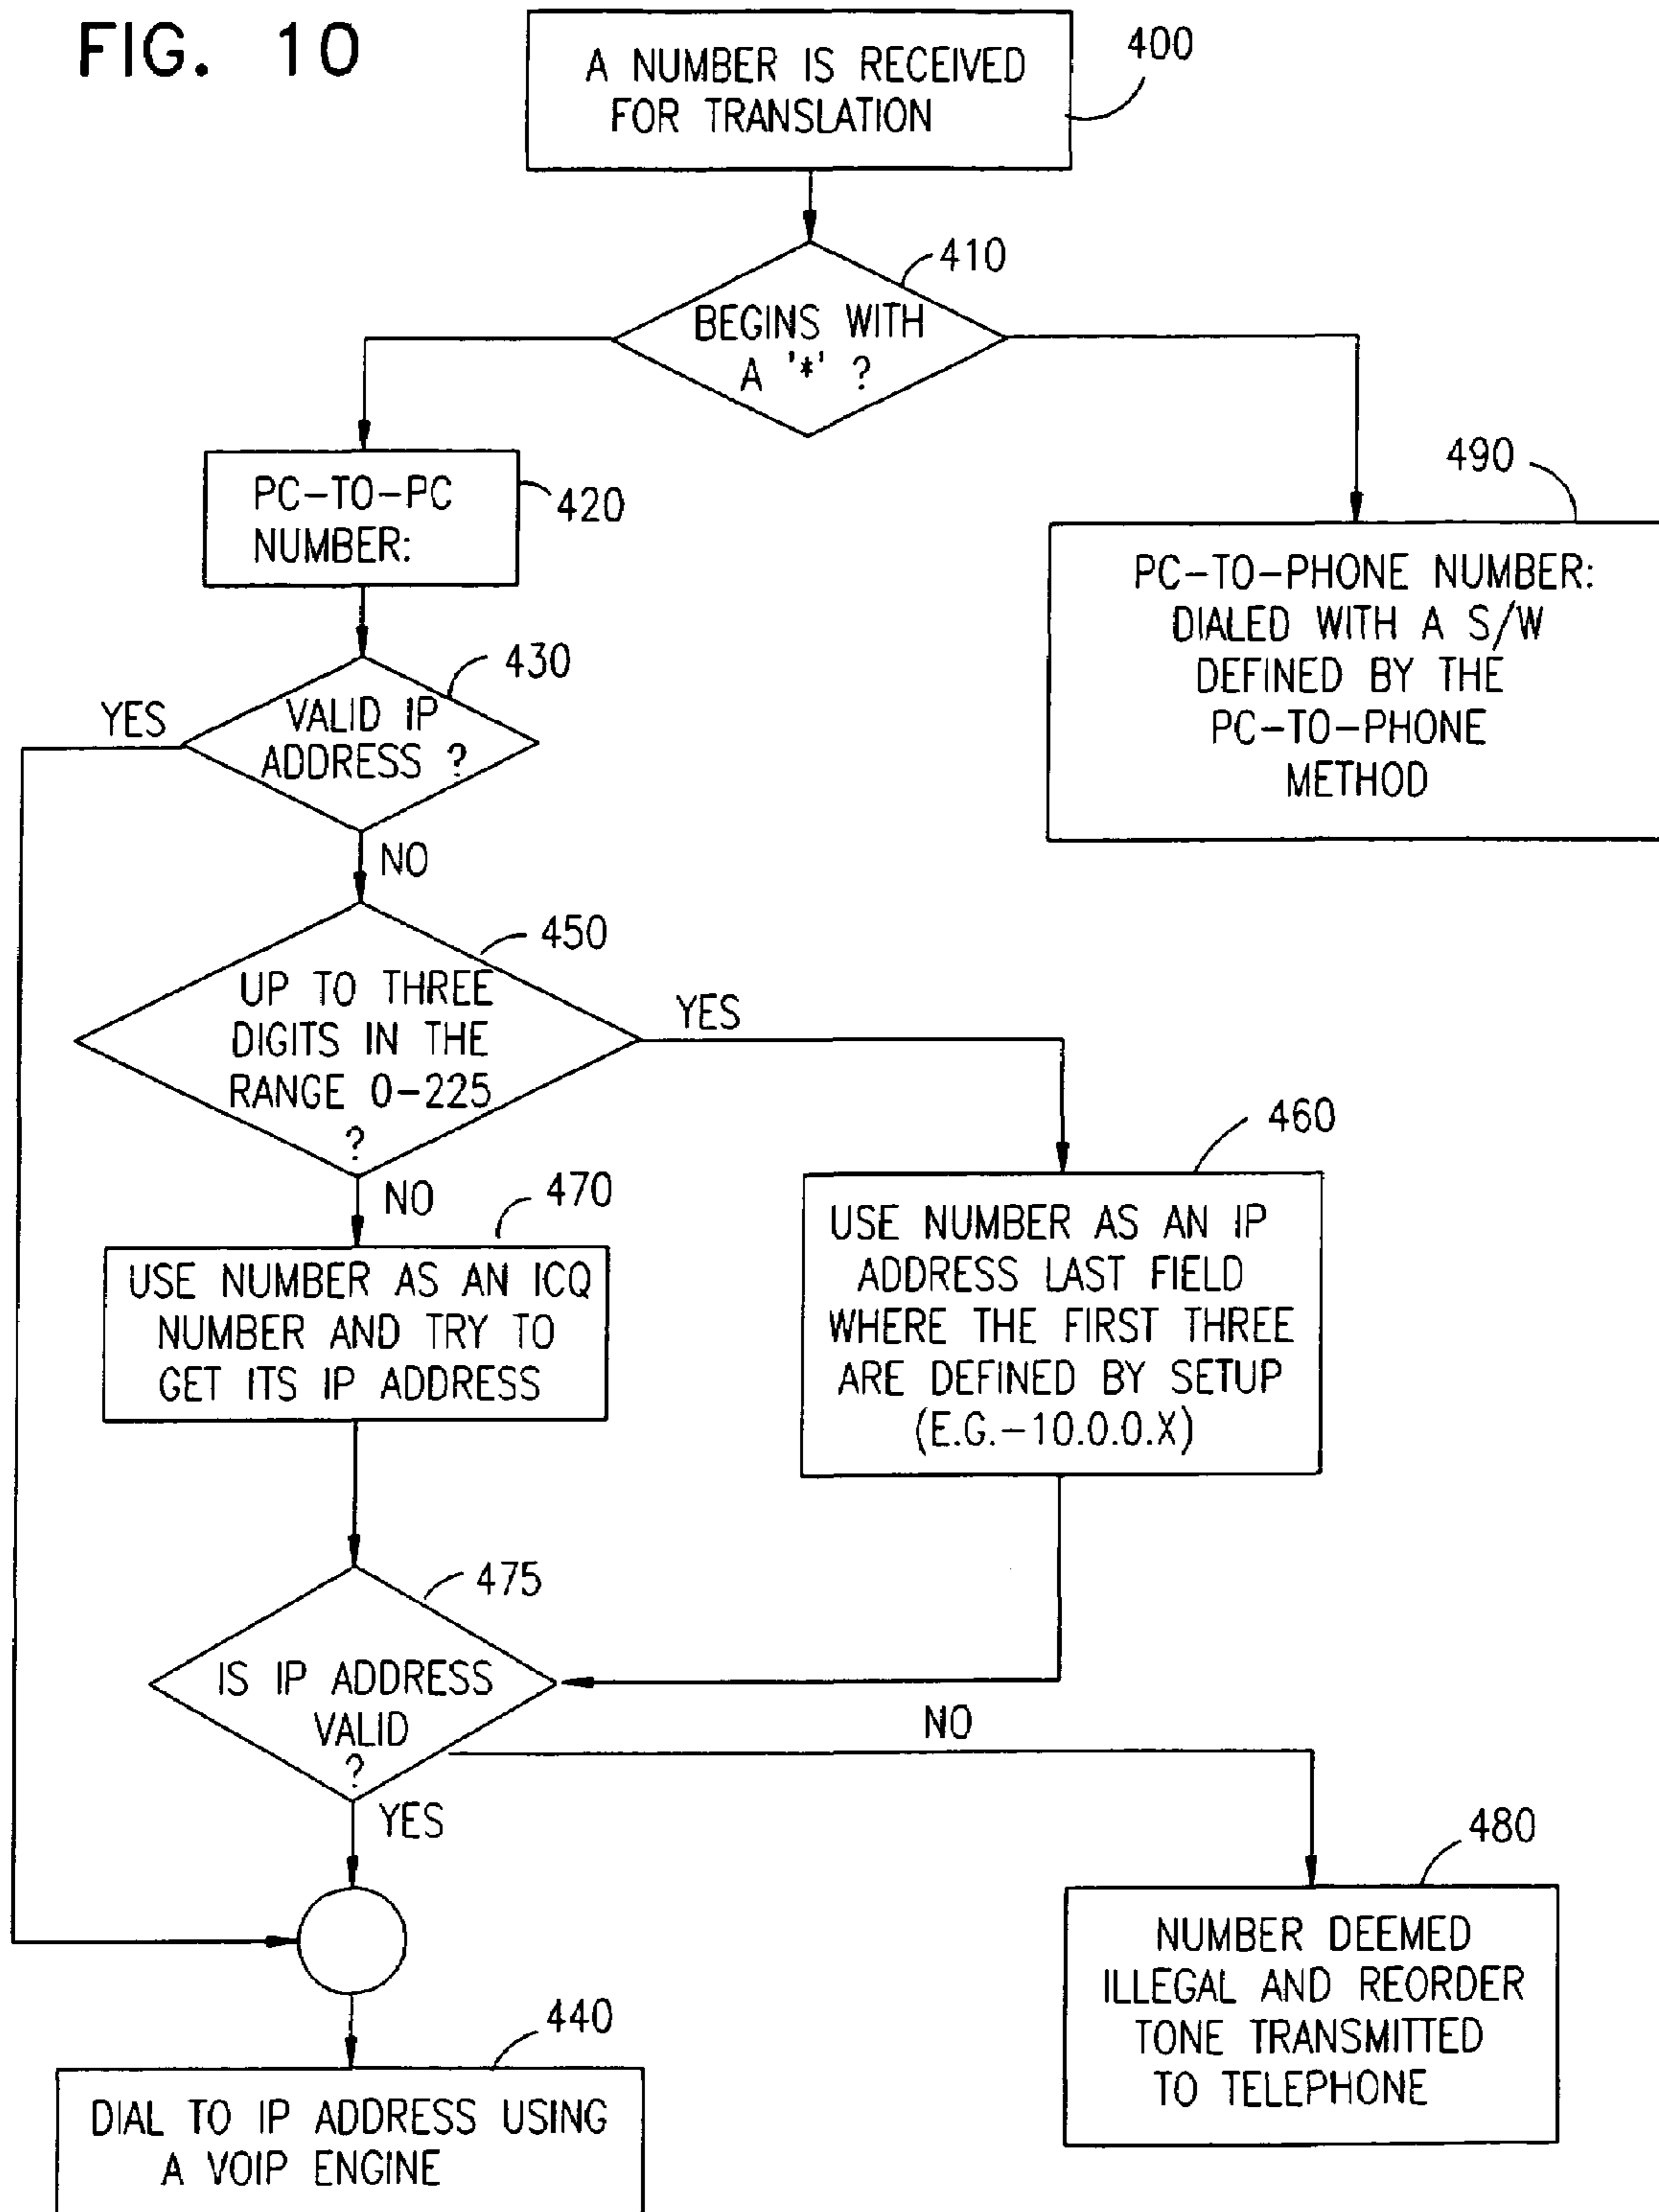 FIG. 10
A NUMBER IS RECEIVED
FOR TRANSLATION
400
BEGINS WITH
A '*' ?
410
PC-TO-PC
NUMBER:
420
490
PC-TO-PHONE NUMBER:
DIALED WITH A S/W
DEFINED BY THE
PC-TO-PHONE
METHOD
430
VALID IP
ADDRESS ?
YES
NO
450
UP TO THREE
DIGITS IN THE
RANGE 0-225
?
YES
NO
460
USE NUMBER AS AN IP
ADDRESS LAST FIELD
WHERE THE FIRST THREE
ARE DEFINED BY SETUP
(E.G.-10.0.0.X)
470
USE NUMBER AS AN ICQ
NUMBER AND TRY TO
GET ITS IP ADDRESS
475
IS IP ADDRESS
VALID
?
NO
YES
480
NUMBER DEEMED
ILLEGAL AND REORDER
TONE TRANSMITTED
TO TELEPHONE
440
DIAL TO IP ADDRESS USING
A VOIP ENGINE